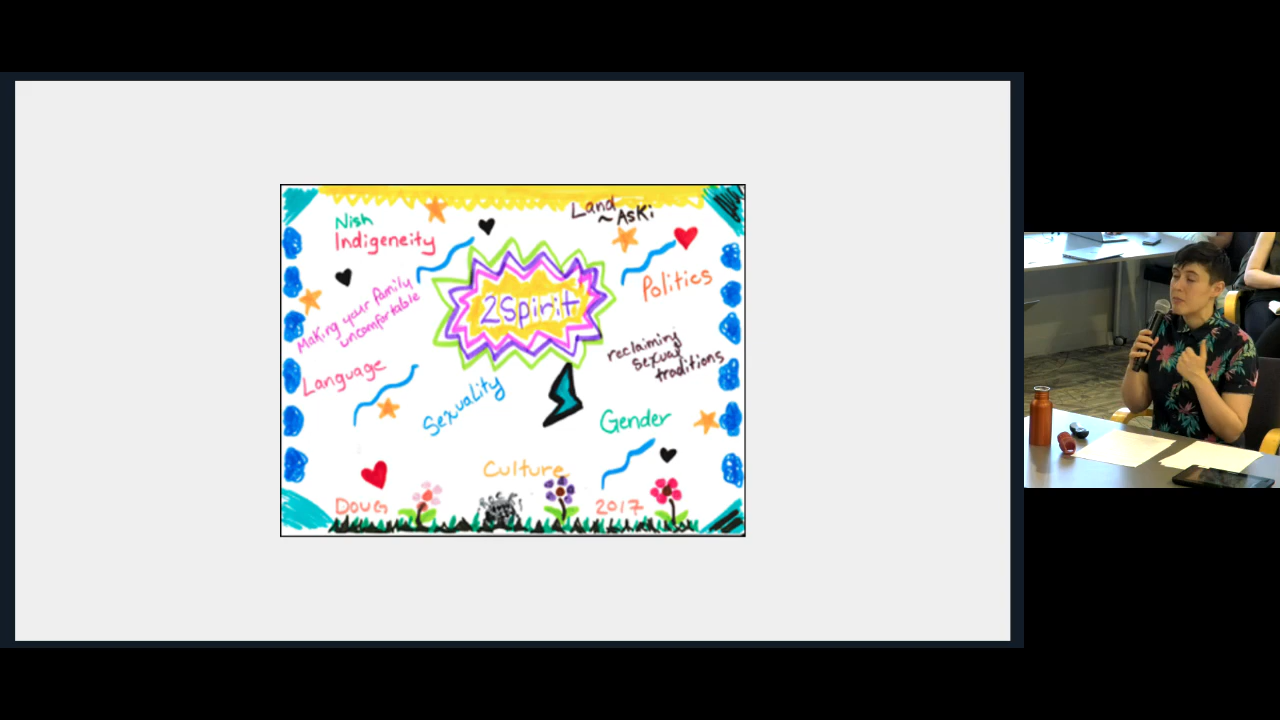 Nish
Indigeneity
Land
~ Aski
Making your family
uncomfortable
2Spirit
Politics
reclaiming
sexual
traditions
Language
Sexuality
Gender
Culture
Doug
2017